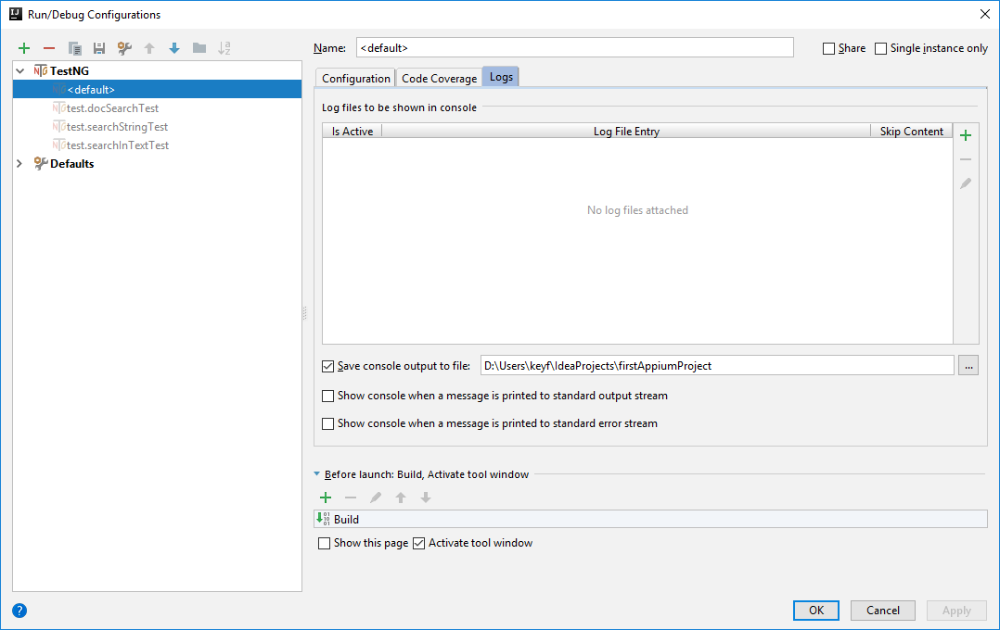 Run/Debug Configurations
Name: <default>
Share
Single instance only
TestNG
<default>
test.docSearchTest
test.searchStringTest
test.searchInTextTest
Defaults
Configuration
Code Coverage
Logs
Log files to be shown in console
Is Active
Log File Entry
Skip Content
No log files attached
Save console output to file: D:\Users\keyf\IdeaProjects\firstAppiumProject
...
Show console when a message is printed to standard output stream
Show console when a message is printed to standard error stream
Before launch: Build, Activate tool window
Build
Show this page
Activate tool window
?
OK
Cancel
Apply